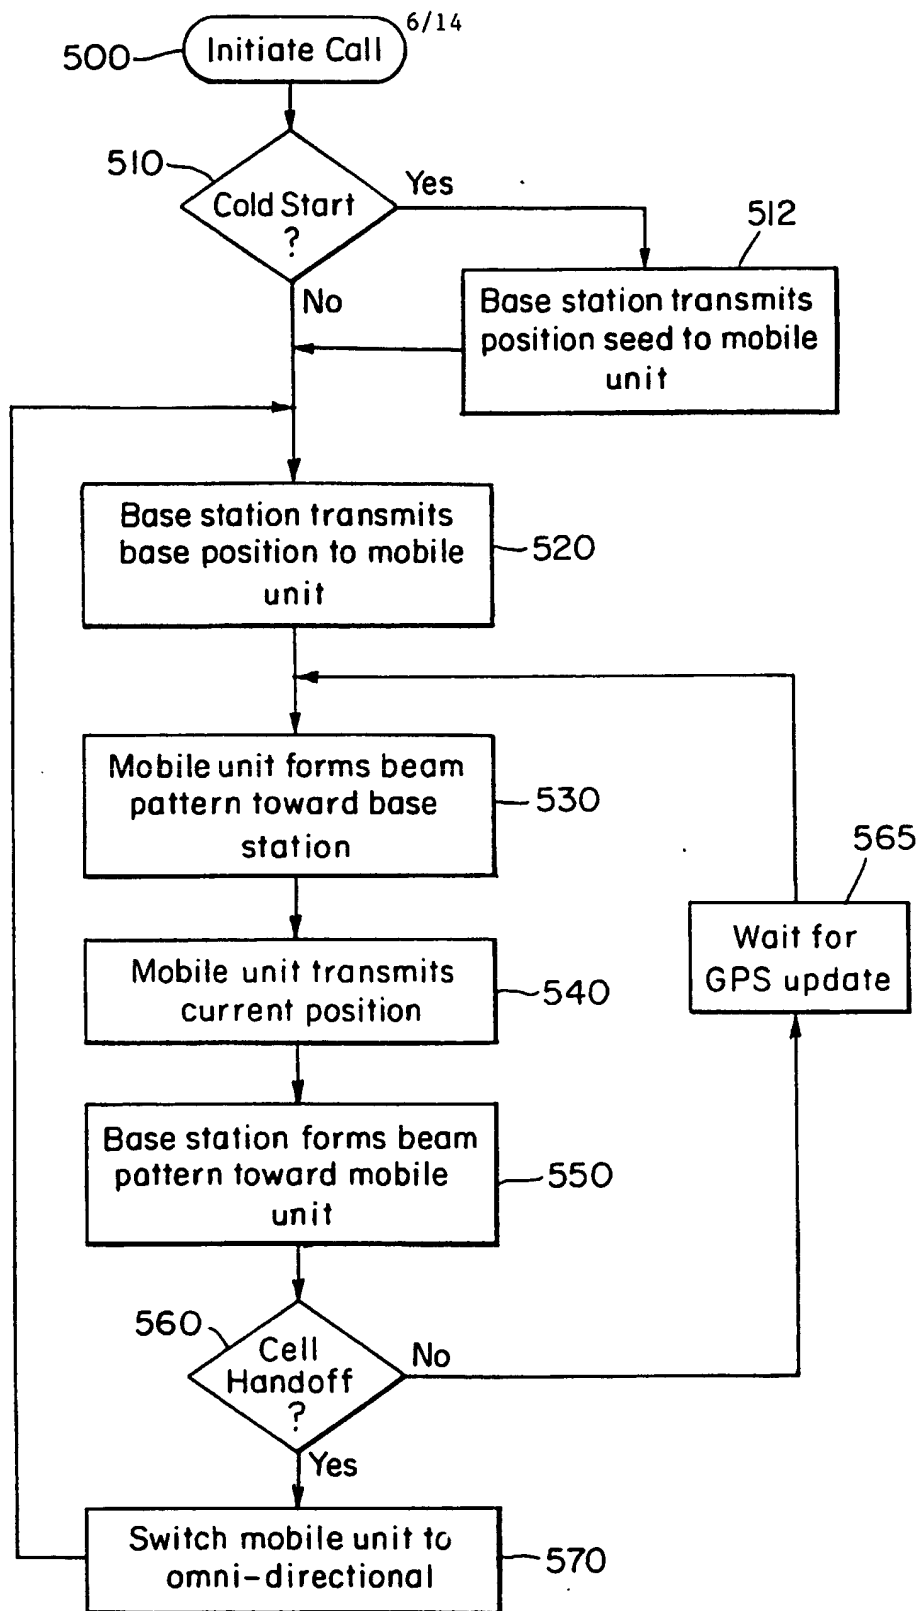 6/14
500
Initiate Call
510
Cold Start
?
Yes
No
512
Base station transmits
position seed to mobile
unit
Base station transmits
base position to mobile
unit
520
Mobile unit forms beam
pattern toward base
station
530
565
Wait for
GPS update
Mobile unit transmits
current position
540
Base station forms beam
pattern toward mobile
unit
550
560
Cell
Handoff
?
No
Yes
Switch mobile unit to
omni-directional
570